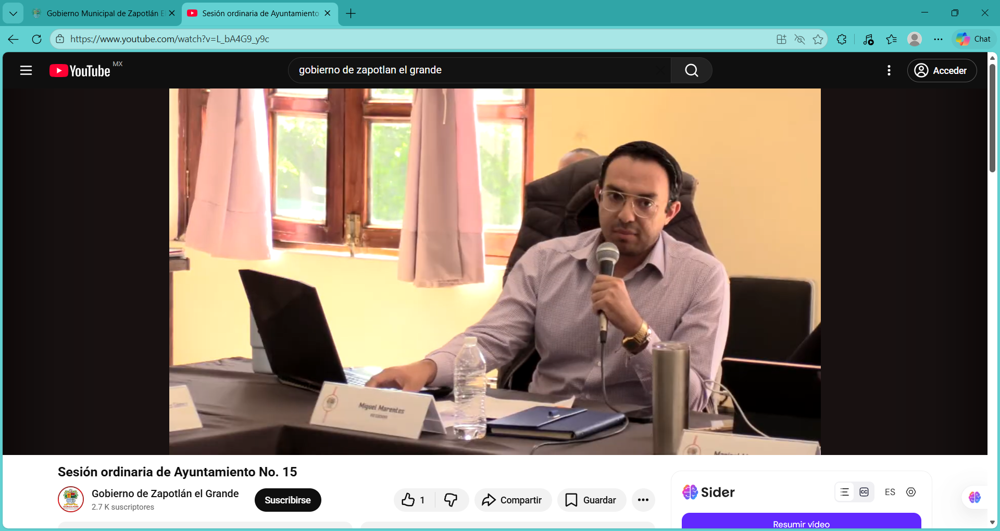 Gobierno Municipal de Zapotlán E
Sesión ordinaria de Ayuntamiento
https://www.youtube.com/watch?v=L_bA4G9_y9c
Chat
YouTube MX
gobierno de zapotlan el grande
Acceder
Miguel Marentes
REGIDOR
Sesión ordinaria de Ayuntamiento No. 15
Gobierno de Zapotlán el Grande
2.7 K suscriptores
Suscribirse
1
Compartir
Guardar
Sider
CC
ES
Resumir vídeo